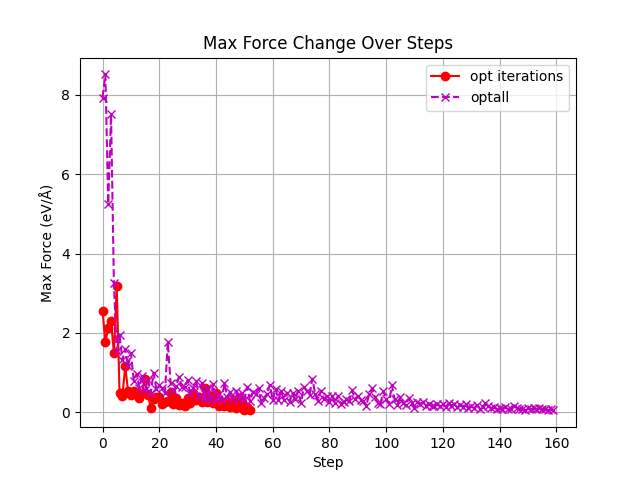 Max Force Change Over Steps
opt iterations
optall
Max Force (eV/Å)
8
6
4
2
0
0 20 40 60 80 100 120 140 160
Step